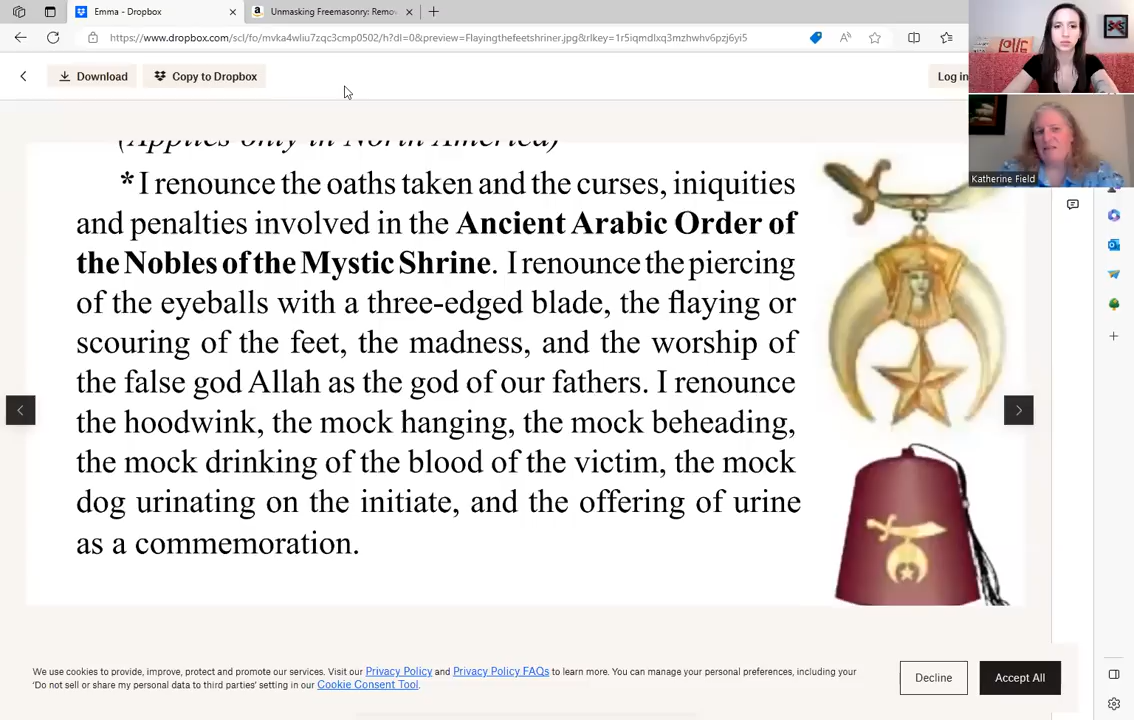 Emma - Dropbox
Unmasking Freemasonry: Remo
https://www.dropbox.com/scl/fo/mvka4wliu7zqc3cmp0502/h?dl=0&preview=Flayingthefeetshriner.jpg&rlkey=1r5iqmdlxq3mzhwhv6pzj6yi5
Download
Copy to Dropbox
Log in
Katherine Field
(Applies only in North America)
*I renounce the oaths taken and the curses, iniquities
and penalties involved in the Ancient Arabic Order of
the Nobles of the Mystic Shrine. I renounce the piercing
of the eyeballs with a three-edged blade, the flaying or
scouring of the feet, the madness, and the worship of
the false god Allah as the god of our fathers. I renounce
the hoodwink, the mock hanging, the mock beheading,
the mock drinking of the blood of the victim, the mock
dog urinating on the initiate, and the offering of urine
as a commemoration.
We use cookies to provide, improve, protect and promote our services. Visit our Privacy Policy and Privacy Policy FAQs to learn more. You can manage your personal preferences, including your
'Do not sell or share my personal data to third parties' setting in our Cookie Consent Tool.
Decline
Accept All